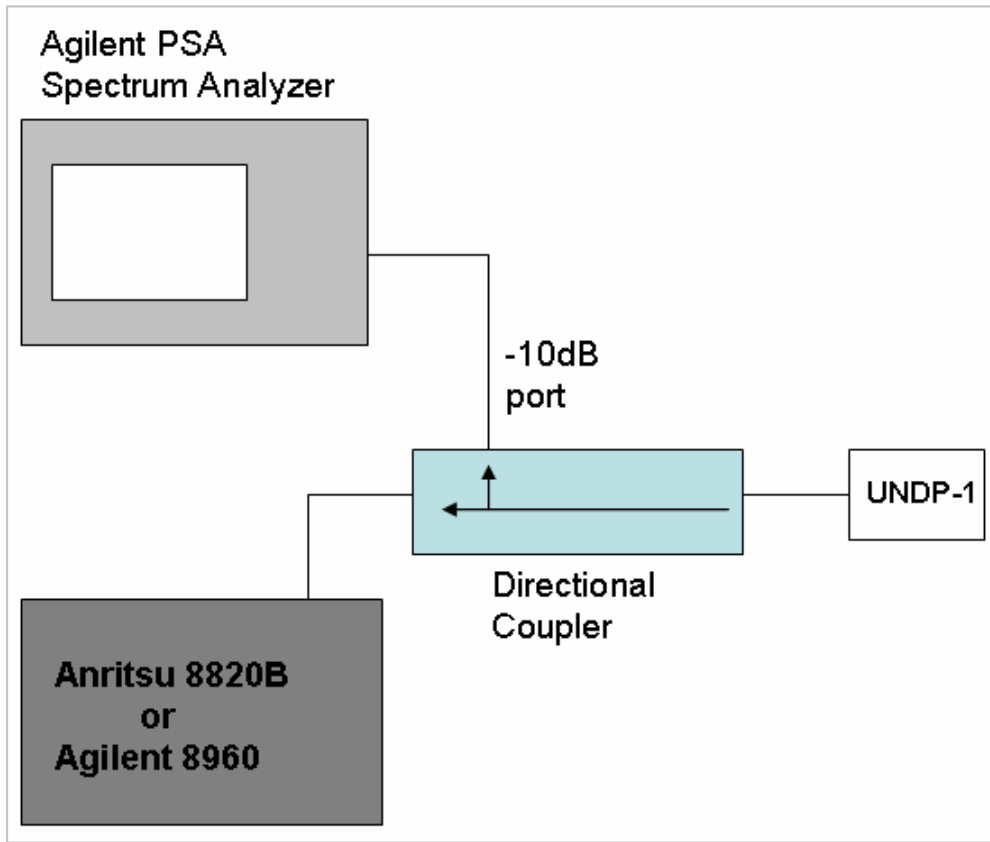 Agilent PSA
Spectrum Analyzer
-10dB
port
UNDP-1
Directional
Coupler
Anritsu 8820B
or
Agilent 8960